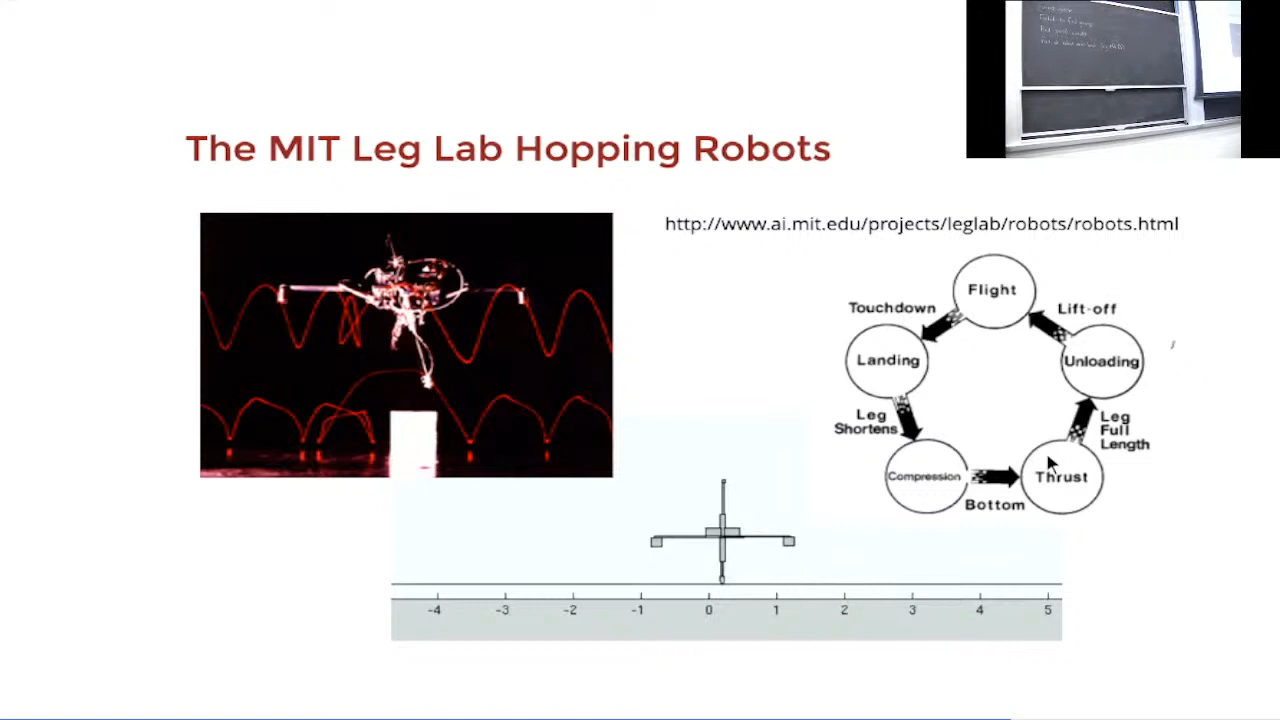 The MIT Leg Lab Hopping Robots
http://www.ai.mit.edu/projects/leglab/robots/robots.html
Flight
Touchdown
Lift-off
Landing
Unloading
Leg
Shortens
Leg
Full
Length
Compression
Thrust
Bottom
-4 -3 -2 -1 0 1 2 3 4 5